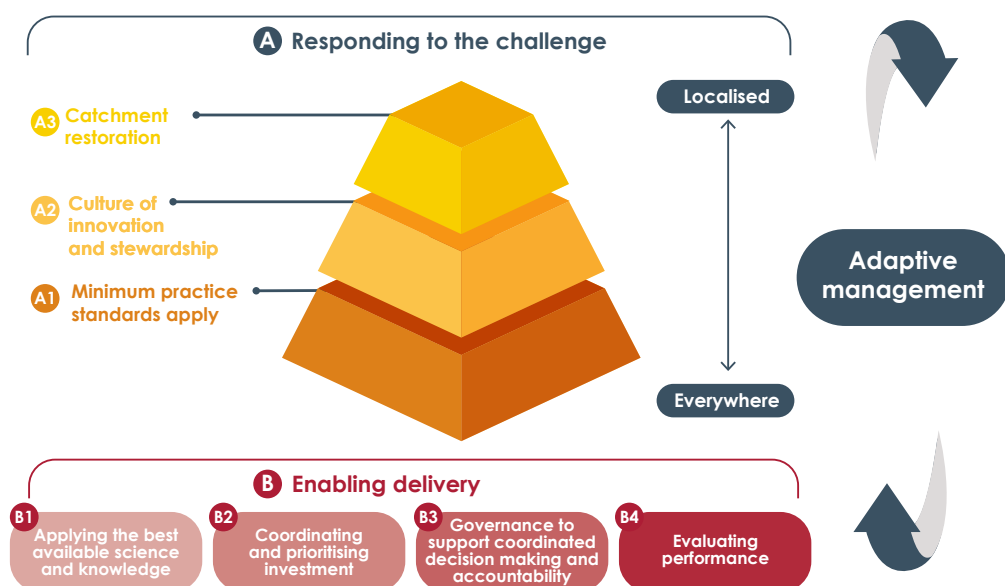 A Responding to the challenge
A3 Catchment
restoration
A2 Culture of
innovation
and stewardship
A1 Minimum practice
standards apply
Localised
Everywhere
Adaptive
management
B Enabling delivery
B1
Applying the best
available science
and knowledge
B2
Coordinating
and prioritising
investment
B3
Governance to
support coordinated
decision making and
accountability
B4
Evaluating
performance